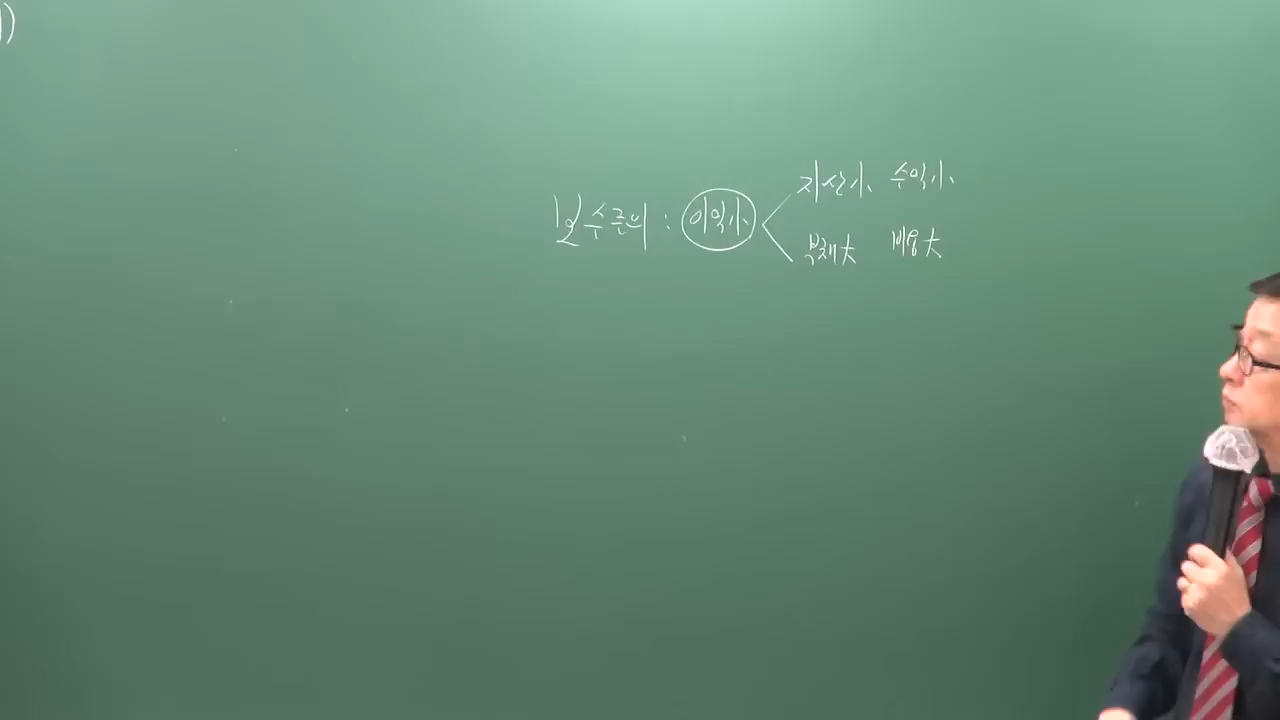 )
자산小 수익小
보수주의 : 이익小
부채大 비용大